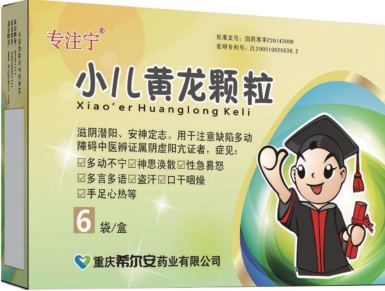 专注宁®
批准文号：国药准字Z20143009
发明专利号：ZL200310020638.2
小儿黄龙颗粒
Xiao'er Huanglong Keli
滋阴潜阳、安神定志。用于注意缺陷多动
障碍中医辨证属阴虚阳亢证者，症见：
多动不宁 神思涣散 性急易怒
多言多语 盗汗 口干咽燥
手足心热等
6 袋/盒
重庆希尔安药业有限公司